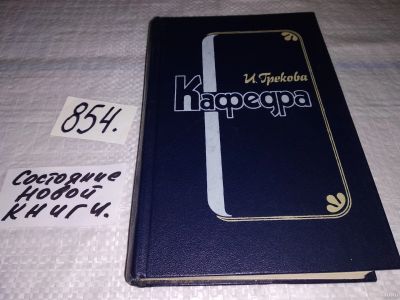 И. Грекова
Кафедра
854.
Состояние
новой
книги.